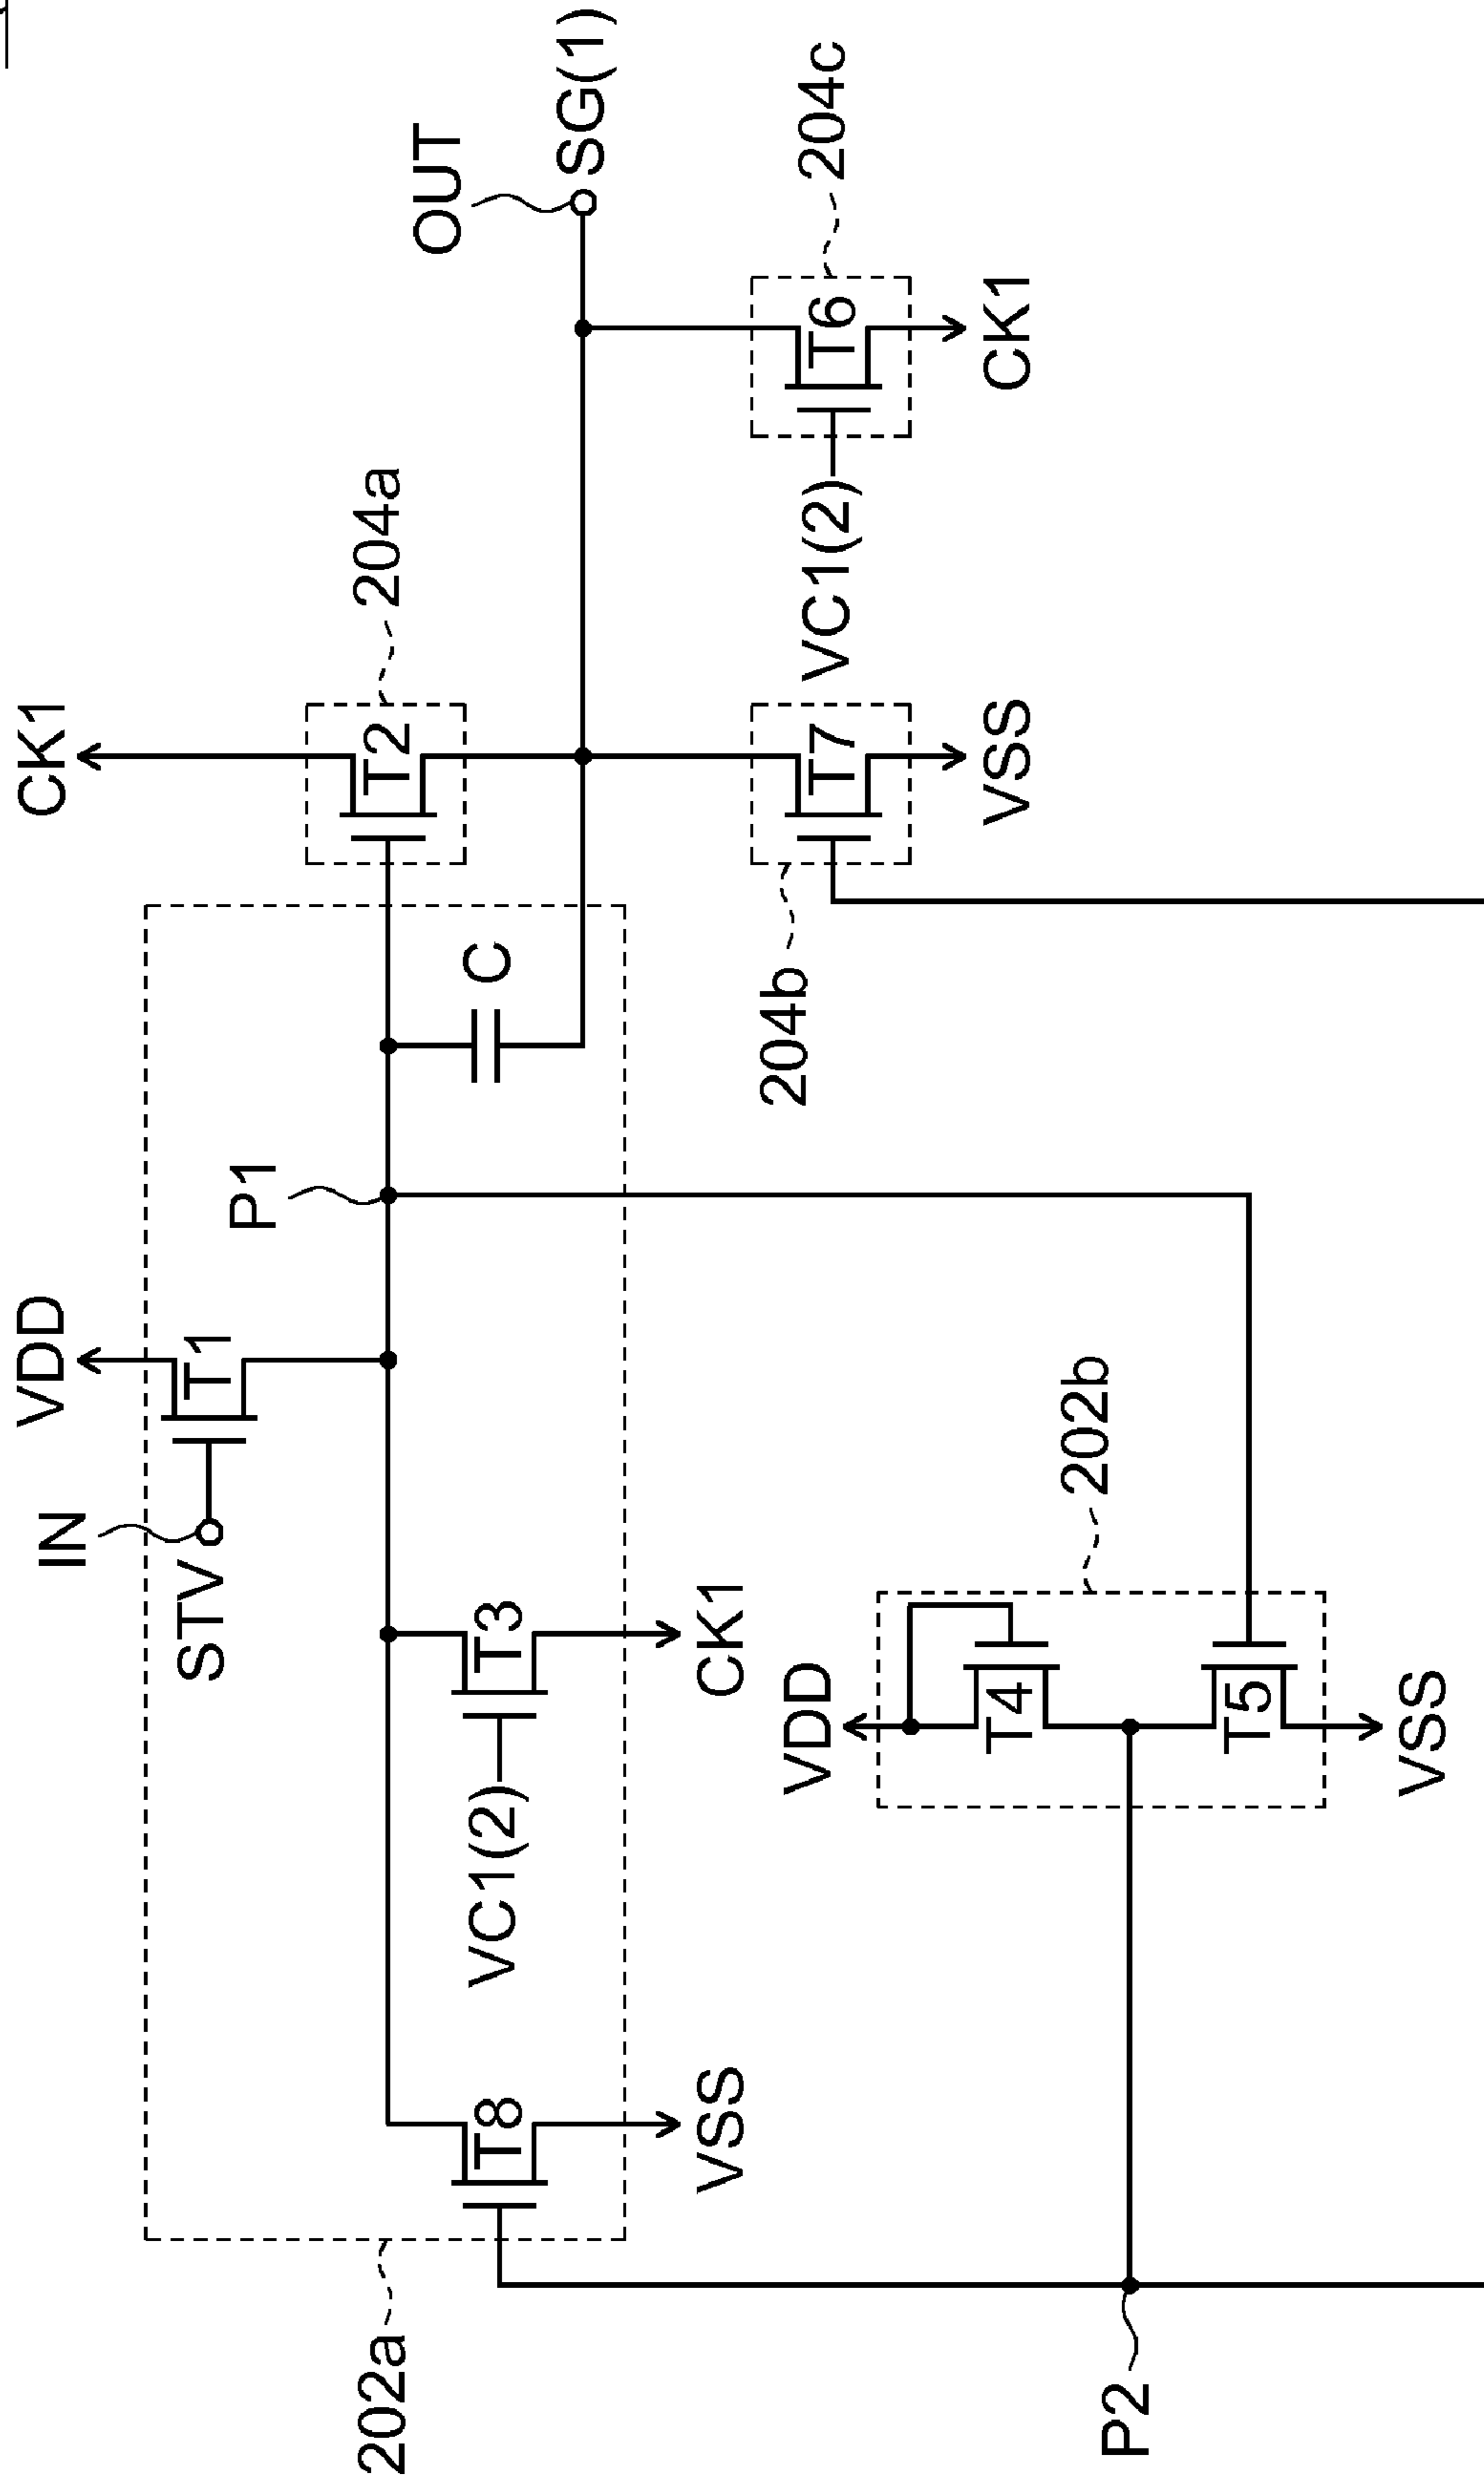 CK1
OUT
SG(1)
204a
204c
T2
T6
CK1
VC1(2)
T7
VSS
204b
C
P1
VDD
T1
IN
STV
T3
CK1
VC1(2)
202b
VDD
T4
T5
VSS
T8
VSS
202a
P2